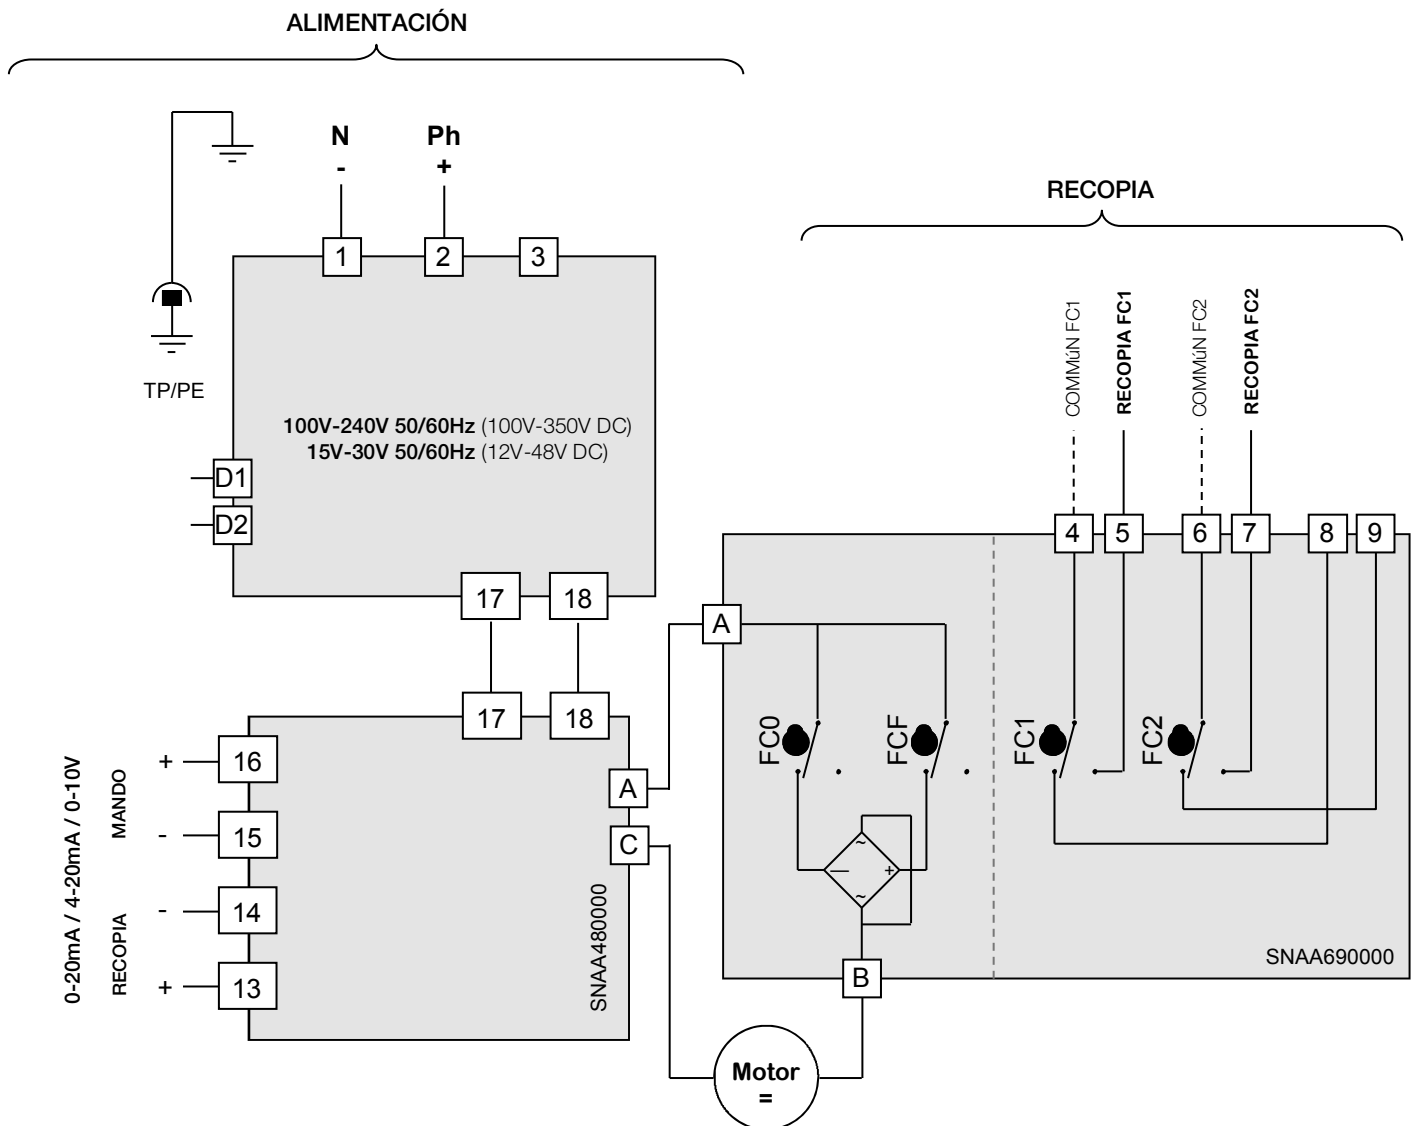 ALIMENTACIÓN
N
-
Ph
+
RECOPIA
1
2
3
TP/PE
COMMúN FC1
RECOPIA FC1
COMMúN FC2
RECOPIA FC2
100V-240V 50/60Hz (100V-350V DC)
15V-30V 50/60Hz (12V-48V DC)
D1
D2
4
5
6
7
8
9
17
18
A
17
18
FC0
FCF
FC1
FC2
0-20mA / 4-20mA / 0-10V
MANDO
RECOPIA
+
16
-
15
-
14
+
13
A
C
SNAA480000
~
—
+
~
SNAA690000
B
Motor
=